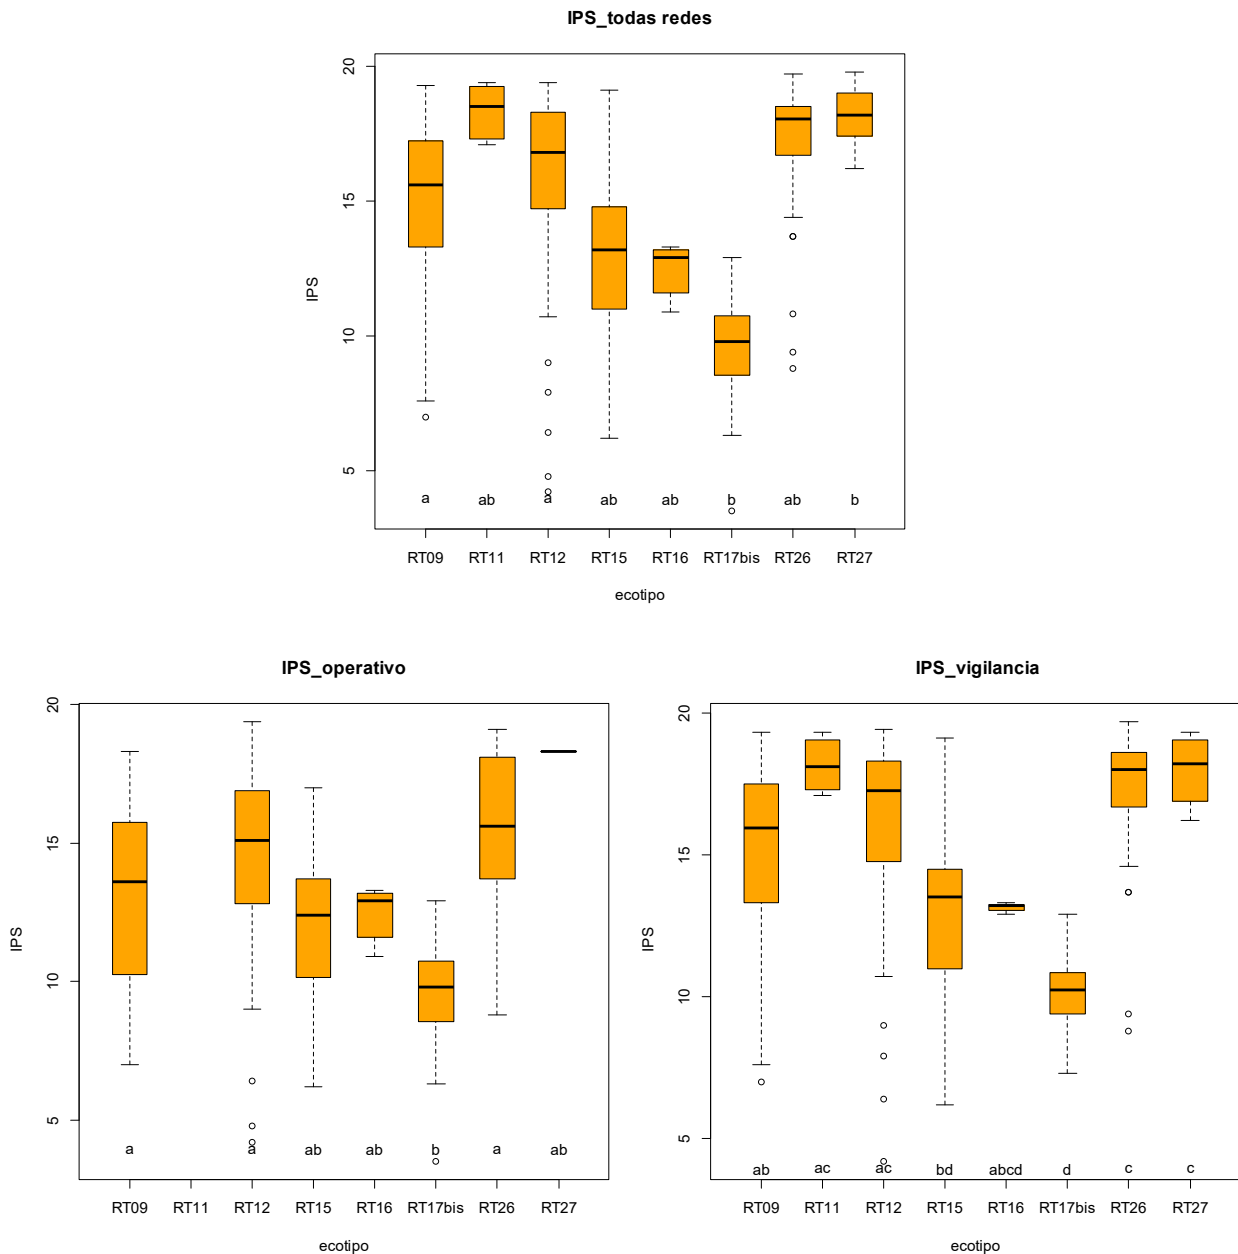 IPS_todas redes
20
15
10
5
IPS
a ab a ab ab b ab b
RT09 RT11 RT12 RT15 RT16 RT17bis RT26 RT27
ecotipo
IPS_operativo
20
15
10
5
IPS
a a ab ab b a ab
RT09 RT11 RT12 RT15 RT16 RT17bis RT26 RT27
ecotipo
IPS_vigilancia
20
15
10
5
IPS
ab ac ac bd abcd d c c
RT09 RT11 RT12 RT15 RT16 RT17bis RT26 RT27
ecotipo